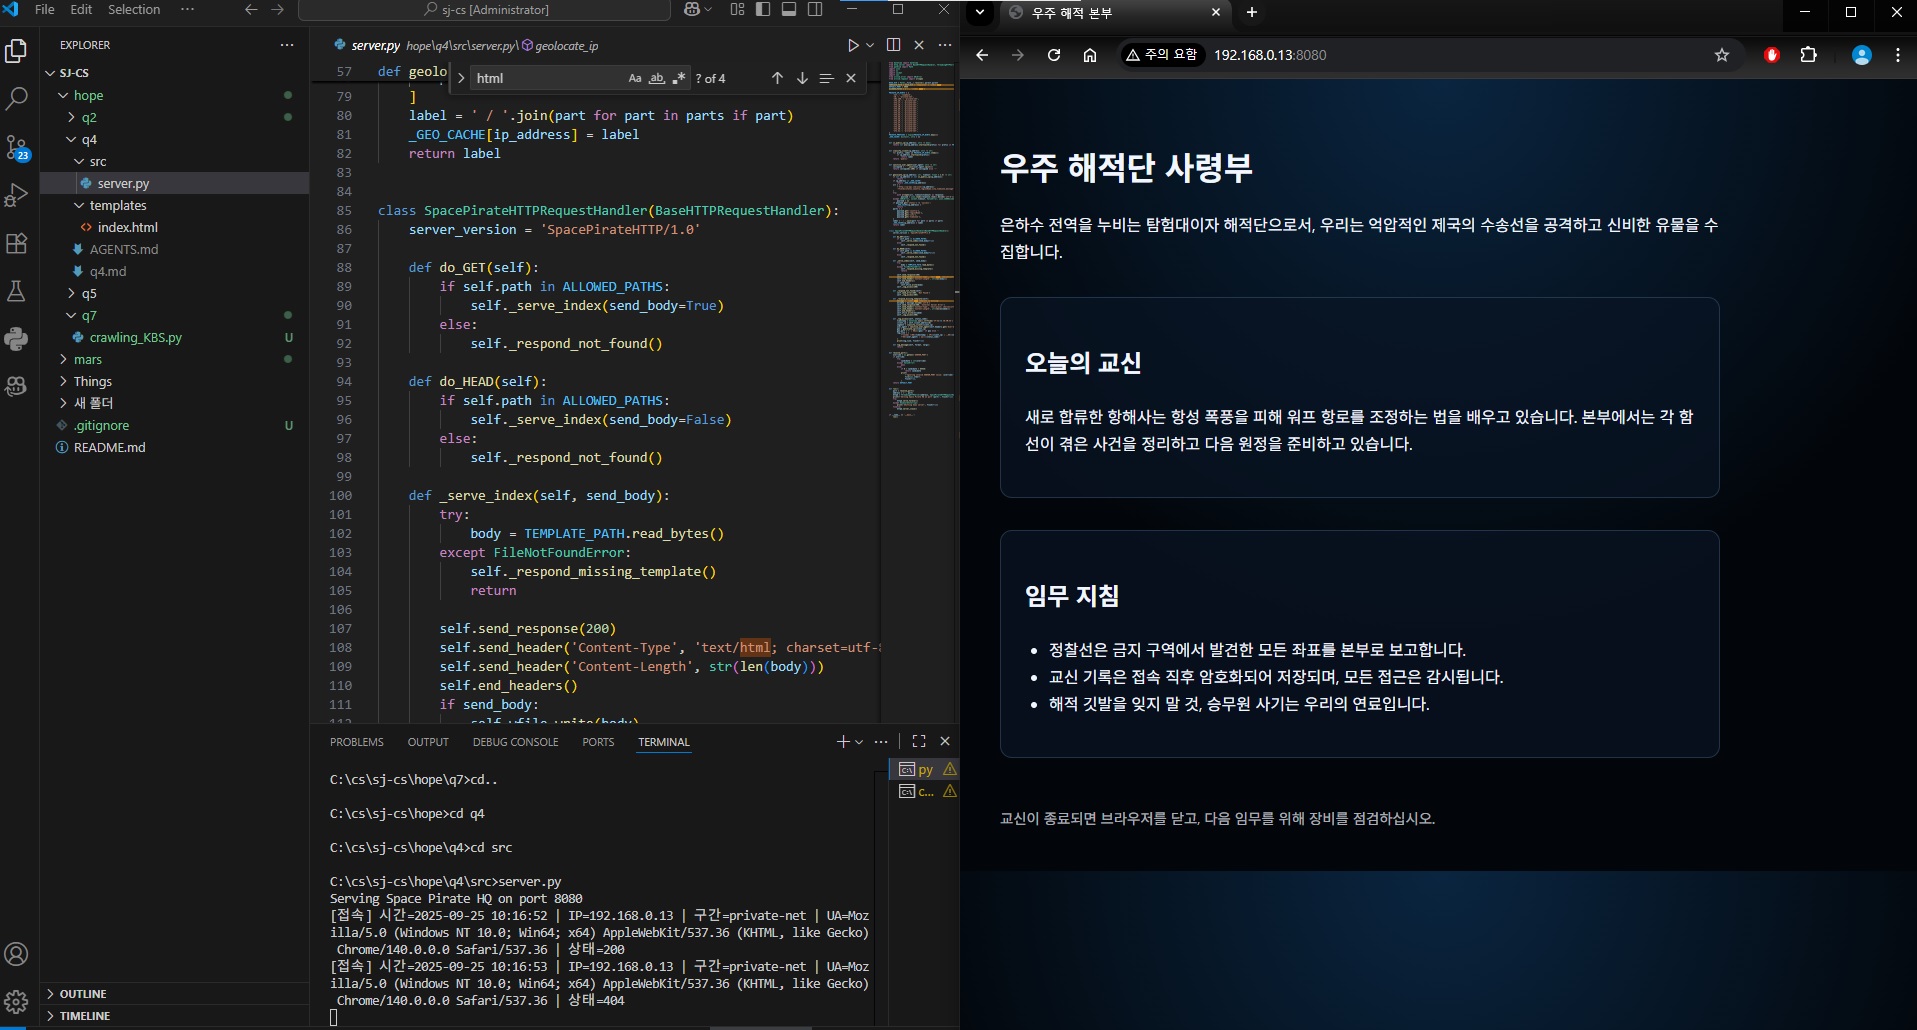 File Edit Selection ··· sj-cs [Administrator]
EXPLORER ···
SJ-CS
hope
q2
q4
src
server.py
templates
index.html
AGENTS.md
q4.md
q5
q7
crawling_KBS.py U
mars
Things
새 폴더
.gitignore U
README.md
OUTLINE
TIMELINE
23
server.py hope\q4\src\server.py\ geolocate_ip
html Aa ab .* ? of 4
57 def geolo
79 ]
80 label = ' / '.join(part for part in parts if part)
81 _GEO_CACHE[ip_address] = label
82 return label
83
84
85 class SpacePirateHTTPRequestHandler(BaseHTTPRequestHandler):
86 server_version = 'SpacePirateHTTP/1.0'
87
88 def do_GET(self):
89 if self.path in ALLOWED_PATHS:
90 self._serve_index(send_body=True)
91 else:
92 self._respond_not_found()
93
94 def do_HEAD(self):
95 if self.path in ALLOWED_PATHS:
96 self._serve_index(send_body=False)
97 else:
98 self._respond_not_found()
99
100 def _serve_index(self, send_body):
101 try:
102 body = TEMPLATE_PATH.read_bytes()
103 except FileNotFoundError:
104 self._respond_missing_template()
105 return
106
107 self.send_response(200)
108 self.send_header('Content-Type', 'text/html; charset=utf-8
109 self.send_header('Content-Length', str(len(body)))
110 self.end_headers()
111 if send_body:
112 self.wfile.write(body)
PROBLEMS OUTPUT DEBUG CONSOLE PORTS TERMINAL
py
c...
C:\cs\sj-cs\hope\q7>cd..
C:\cs\sj-cs\hope>cd q4
C:\cs\sj-cs\hope\q4>cd src
C:\cs\sj-cs\hope\q4\src>server.py
Serving Space Pirate HQ on port 8080
[접속] 시간=2025-09-25 10:16:52 | IP=192.168.0.13 | 구간=private-net | UA=Moz
illa/5.0 (Windows NT 10.0; Win64; x64) AppleWebKit/537.36 (KHTML, like Gecko)
Chrome/140.0.0.0 Safari/537.36 | 상태=200
[접속] 시간=2025-09-25 10:16:53 | IP=192.168.0.13 | 구간=private-net | UA=Moz
illa/5.0 (Windows NT 10.0; Win64; x64) AppleWebKit/537.36 (KHTML, like Gecko)
Chrome/140.0.0.0 Safari/537.36 | 상태=404
우주 해적 본부
주의 요함 192.168.0.13:8080
우주 해적단 사령부
은하수 전역을 누비는 탐험대이자 해적단으로서, 우리는 억압적인 제국의 수송선을 공격하고 신비한 유물을 수
집합니다.
오늘의 교신
새로 합류한 항해사는 항성 폭풍을 피해 워프 항로를 조정하는 법을 배우고 있습니다. 본부에서는 각 함
선이 겪은 사건을 정리하고 다음 원정을 준비하고 있습니다.
임무 지침
정찰선은 금지 구역에서 발견한 모든 좌표를 본부로 보고합니다.
교신 기록은 접속 직후 암호화되어 저장되며, 모든 접근은 감시됩니다.
해적 깃발을 잊지 말 것, 승무원 사기는 우리의 연료입니다.
교신이 종료되면 브라우저를 닫고, 다음 임무를 위해 장비를 점검하십시오.